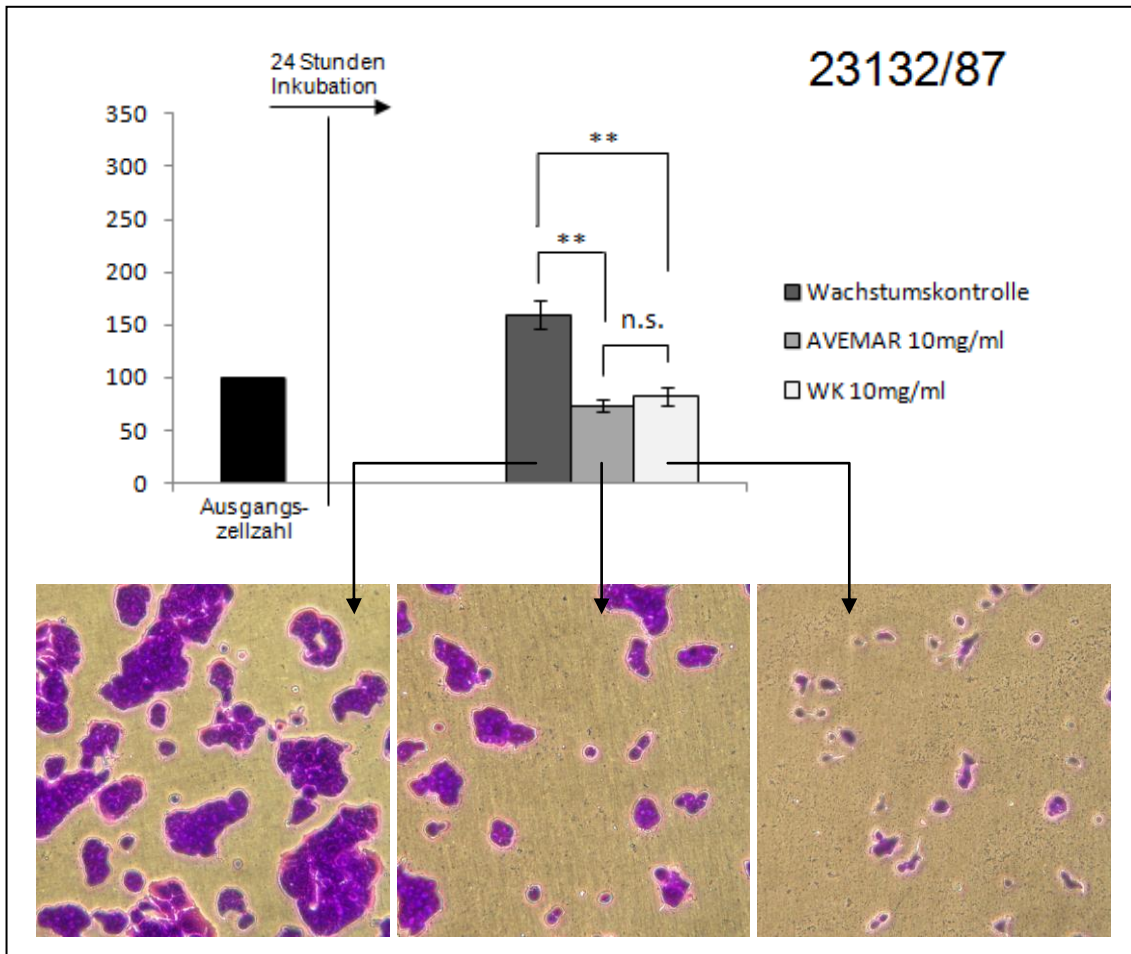 24 Stunden
Inkubation
23132/87
350
300
250
200
150
100
50
0
**
**
n.s.
Wachstumskontrolle
AVEMAR 10mg/ml
WK 10mg/ml
Ausgangs-
zellzahl